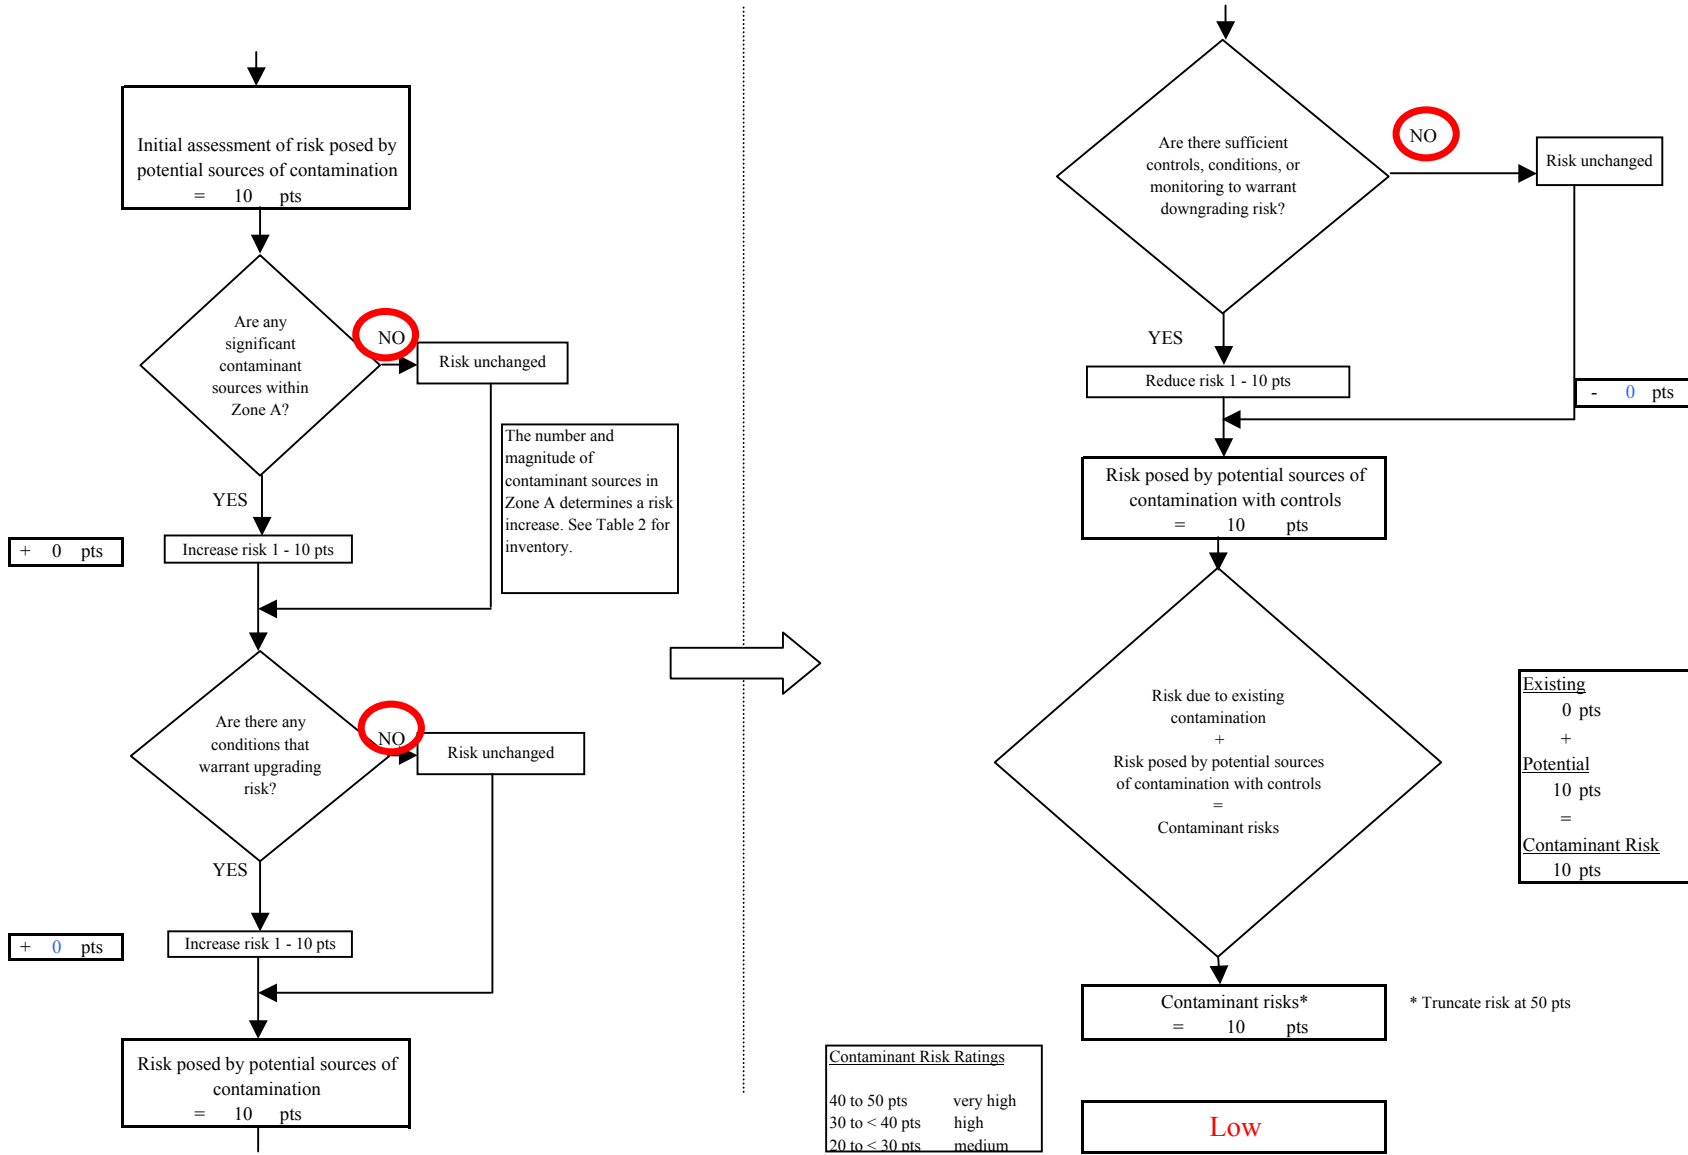 Initial assessment of risk posed by
potential sources of contamination
= 10 pts
Are any
significant
contaminant
sources within
Zone A?
NO
Risk unchanged
The number and
magnitude of
contaminant sources in
Zone A determines a risk
increase. See Table 2 for
inventory.
YES
+ 0 pts
Increase risk 1 - 10 pts
Are there any
conditions that
warrant upgrading
risk?
NO
Risk unchanged
YES
+ 0 pts
Increase risk 1 - 10 pts
Risk posed by potential sources of
contamination
= 10 pts
Are there sufficient
controls, conditions, or
monitoring to warrant
downgrading risk?
NO
Risk unchanged
YES
Reduce risk 1 - 10 pts
- 0 pts
Risk posed by potential sources of
contamination with controls
= 10 pts
Risk due to existing
contamination
+
Risk posed by potential sources
of contamination with controls
=
Contaminant risks
Existing
0 pts
+
Potential
10 pts
=
Contaminant Risk
10 pts
Contaminant risks*
= 10 pts
* Truncate risk at 50 pts
Contaminant Risk Ratings
40 to 50 pts very high
30 to < 40 pts high
20 to < 30 pts medium
Low